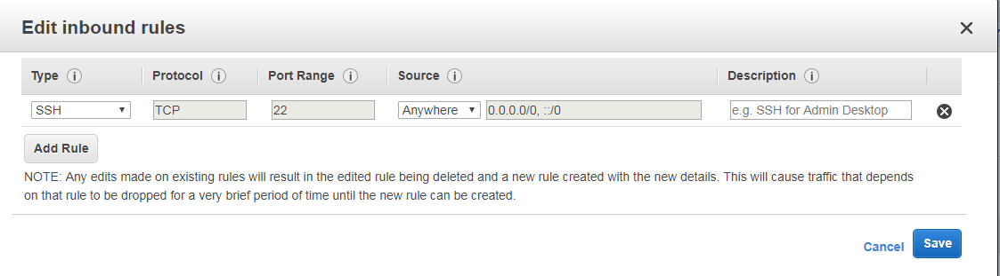 Edit inbound rules
Type Protocol Port Range Source Description
SSH TCP 22 Anywhere 0.0.0.0/0, ::/0 e.g. SSH for Admin Desktop
Add Rule
NOTE: Any edits made on existing rules will result in the edited rule being deleted and a new rule created with the new details. This will cause traffic that depends
on that rule to be dropped for a very brief period of time until the new rule can be created.
Cancel Save